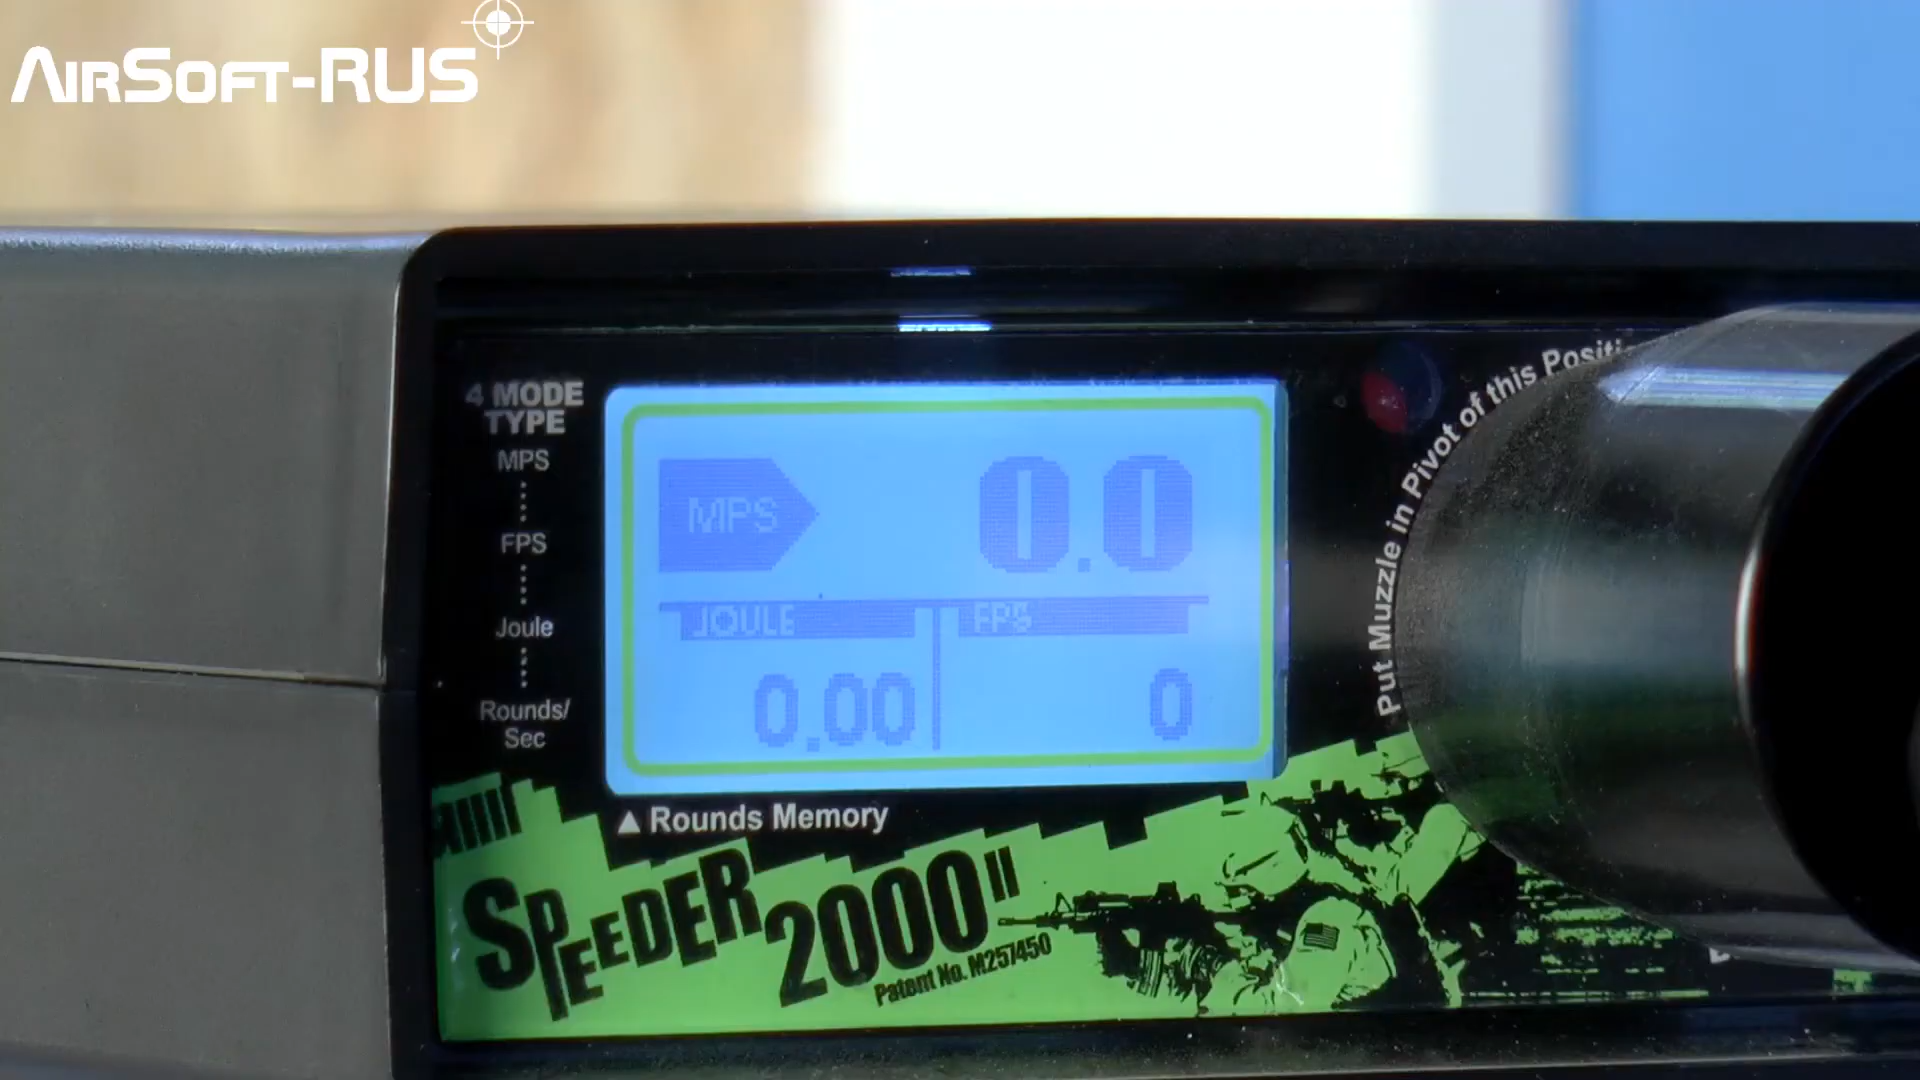 AIRSOFT-RUS
4 MODE
TYPE
MPS
FPS
Joule
Rounds/
Sec
MPS
0.0
JOULE
FPS
0.00
0
▲ Rounds Memory
SPEEDER 2000II
Patent No. M257450
Put Muzzle in Pivot of this